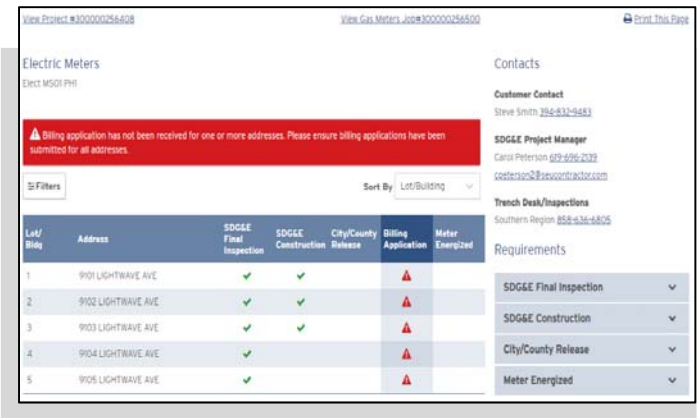 View Project #300000256408
View Gas Meters Job#300000256500
Print This Page
Electric Meters
Elect MS01 PH1
Billing application has not been received for one or more addresses. Please ensure billing applications have been
submitted for all addresses.
Filters
Sort By Lot/Building
Lot/
Bldg
Address
SDG&E
Final
Inspection
SDG&E
Construction
City/County
Release
Billing
Application
Meter
Energized
1 9101 LIGHTWAVE AVE
2 9102 LIGHTWAVE AVE
3 9103 LIGHTWAVE AVE
4 9104 LIGHTWAVE AVE
5 9105 LIGHTWAVE AVE
Contacts
Customer Contact
Steve Smith 394-832-9483
SDG&E Project Manager
Carol Peterson 619-696-2139
cpeterson2@seucontractor.com
Trench Desk/Inspections
Southern Region 858-636-6805
Requirements
SDG&E Final Inspection
SDG&E Construction
City/County Release
Meter Energized